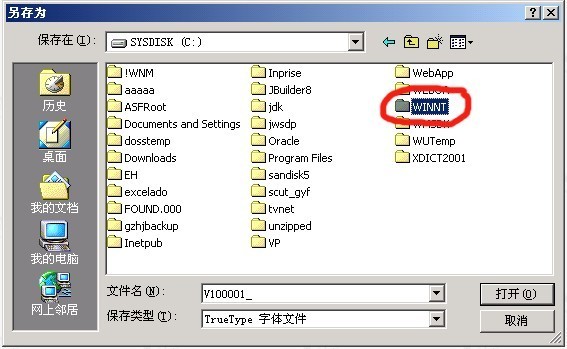 另存为
保存在(I):
SYSDISK (C:)
历史
桌面
我的文档
我的电脑
网上邻居
!WNM
aaaaa
ASFRoot
Documents and Settings
dosstemp
Downloads
EH
excelado
FOUND.000
gzhjbackup
Inetpub
Inprise
JBuilder8
jdk
jwsdp
Oracle
Program Files
sandisk5
scut_gyf
tvnet
unzipped
VP
WebApp
WINNT
WUTemp
XDICT2001
文件名(N):
V100001_
打开(O)
保存类型(T):
TrueType 字体文件
取消